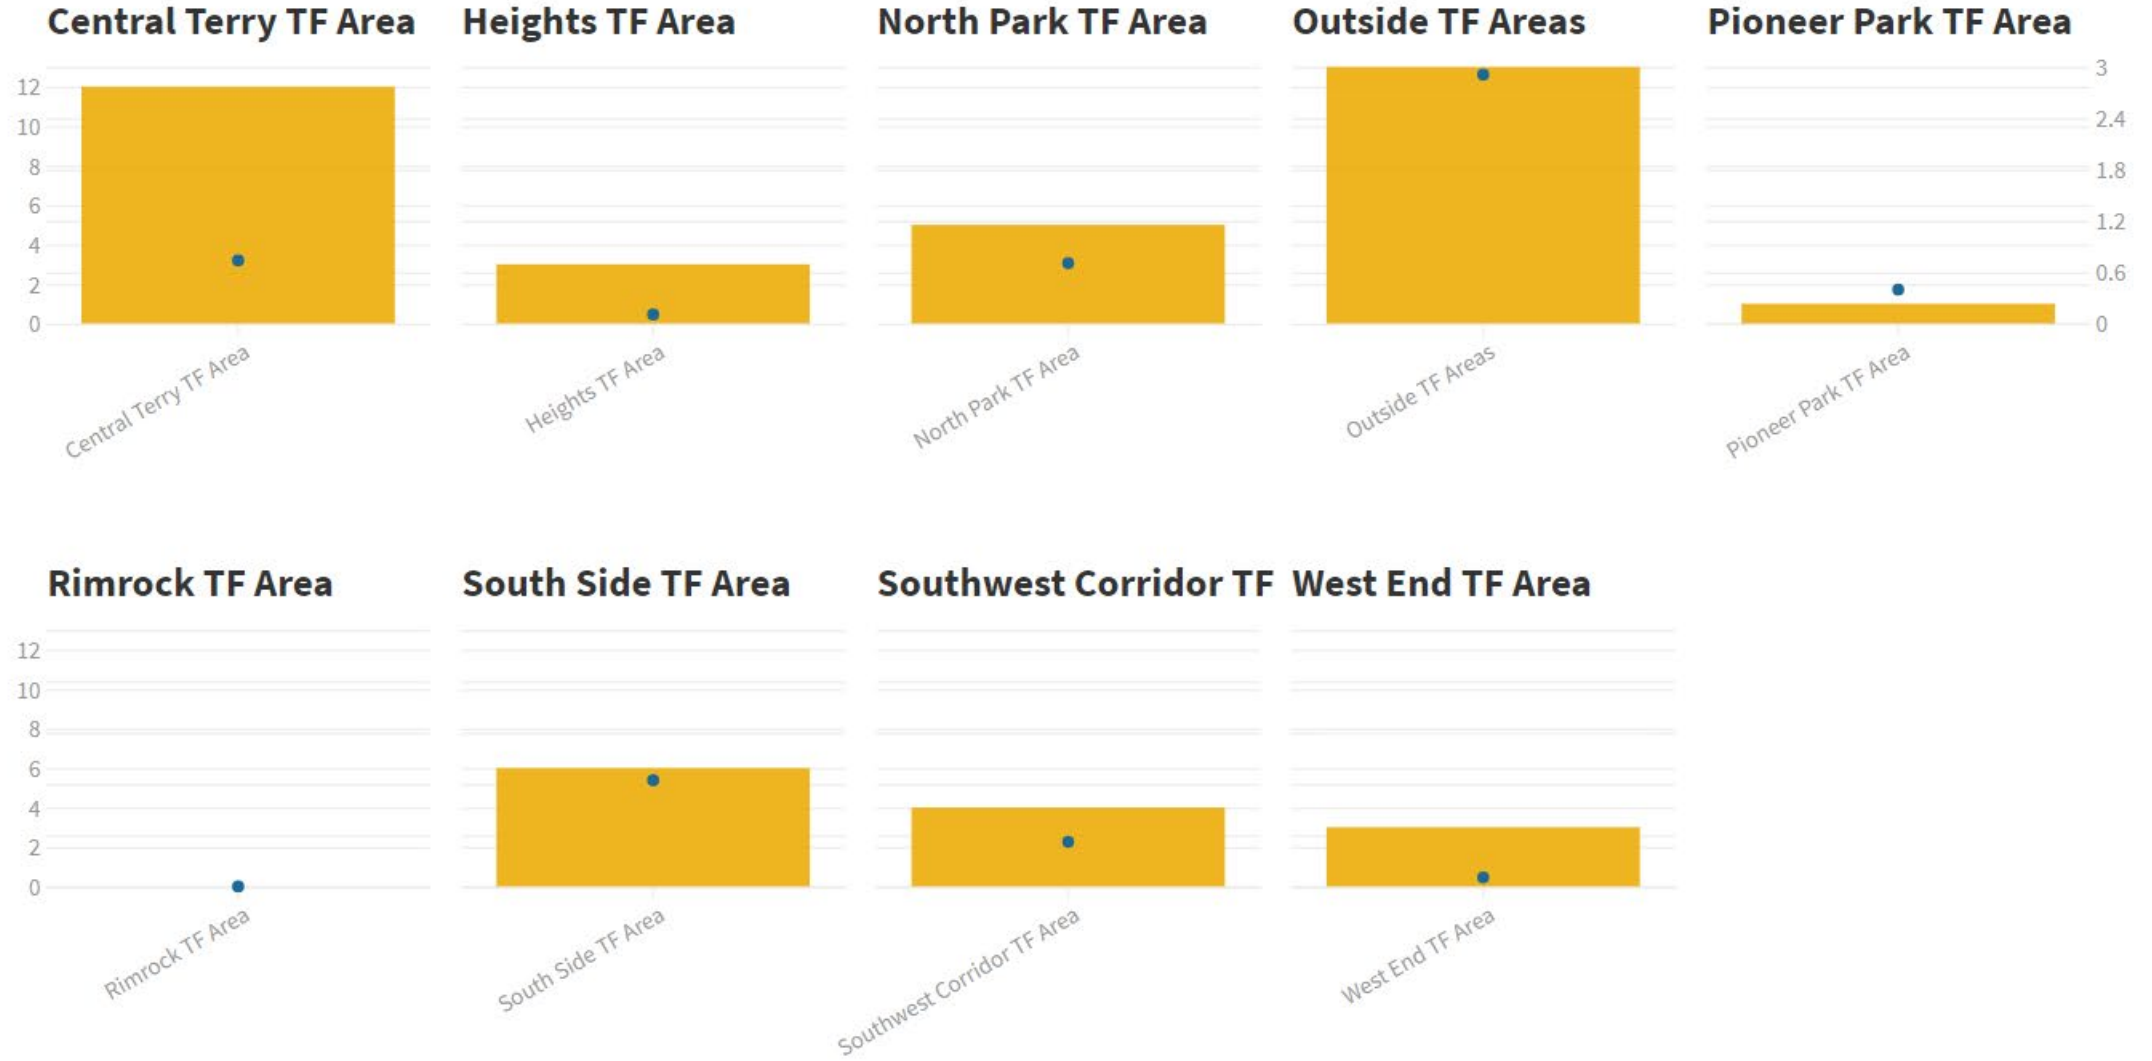 Central Terry TF Area
Heights TF Area
North Park TF Area
Outside TF Areas
Pioneer Park TF Area
12
10
8
6
4
2
0
3
2.4
1.8
1.2
0.6
0
Central Terry TF Area
Heights TF Area
North Park TF Area
Outside TF Areas
Pioneer Park TF Area
Rimrock TF Area
South Side TF Area
Southwest Corridor TF
West End TF Area
12
10
8
6
4
2
0
Rimrock TF Area
South Side TF Area
Southwest Corridor TF Area
West End TF Area